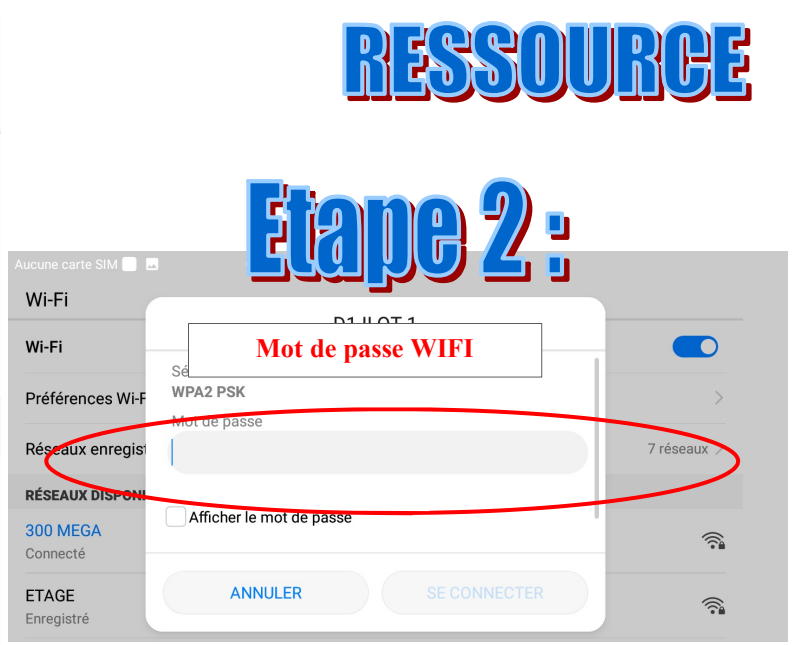 RESSOURCE
Etape 2 :
Aucune carte SIM
Wi-Fi
Mot de passe WIFI
Wi-Fi
WPA2 PSK
Préférences Wi-F
Mot de passe
Réseaux enregist
7 réseaux
RÉSEAUX DISPONI
Afficher le mot de passe
300 MEGA
Connecté
ANNULER
SE CONNECTER
ETAGE
Enregistré